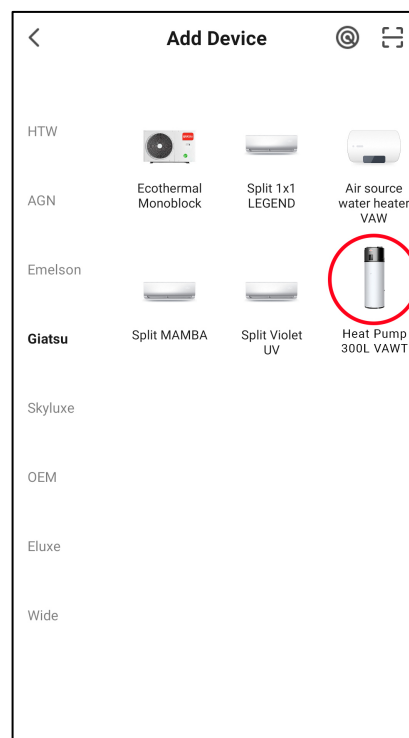 Add Device
HTW
AGN
Emelson
Giatsu
Skyluxe
OEM
Eluxe
Wide
Ecothermal
Monoblock
Split 1x1
LEGEND
Air source
water heater
VAW
Split MAMBA
Split Violet
UV
Heat Pump
300L VAWT